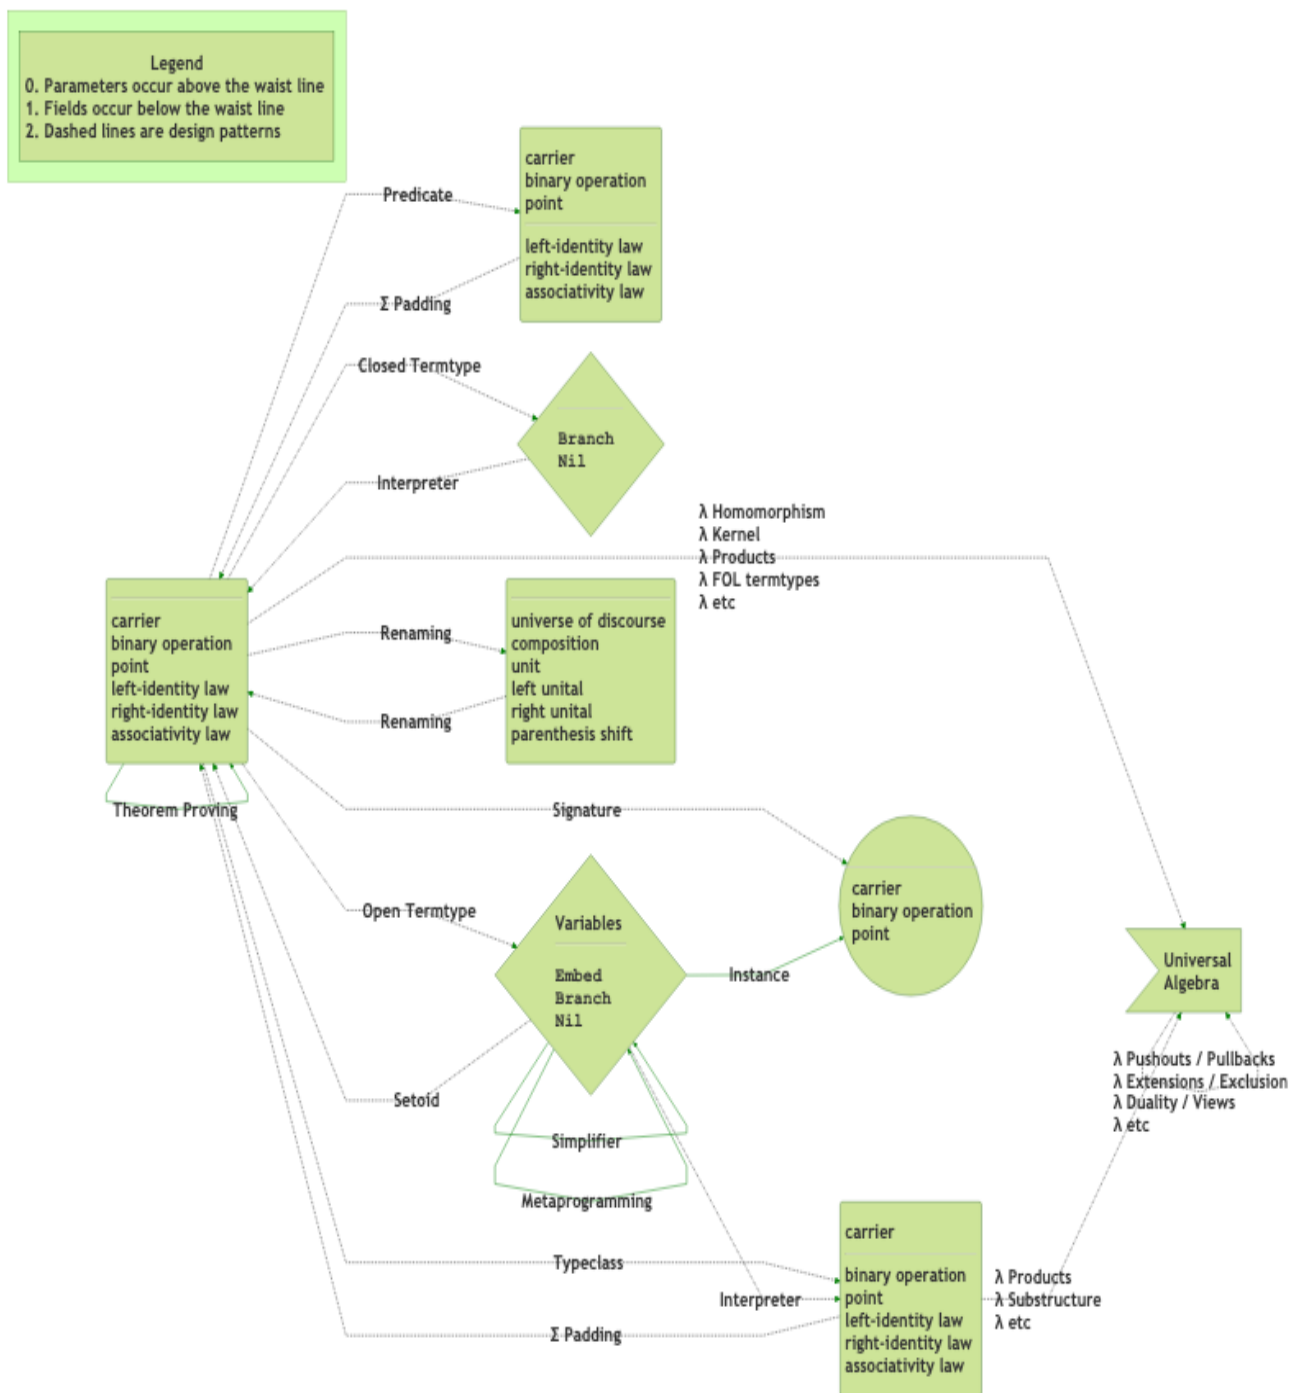 Legend
0. Parameters occur above the waist line
1. Fields occur below the waist line
2. Dashed lines are design patterns
carrier
binary operation
point
left-identity law
right-identity law
associativity law
Predicate
Σ Padding
Closed Termtype
Branch
Nil
Interpreter
λ Homomorphism
λ Kernel
λ Products
λ FOL termtypes
λ etc
carrier
binary operation
point
left-identity law
right-identity law
associativity law
Theorem Proving
Renaming
Renaming
universe of discourse
composition
unit
left unital
right unital
parenthesis shift
Signature
Open Termtype
Variables
Embed
Branch
Nil
Instance
carrier
binary operation
point
Universal
Algebra
Setoid
Simplifier
Metaprogramming
λ Pushouts / Pullbacks
λ Extensions / Exclusion
λ Duality / Views
λ etc
Typeclass
Interpreter
Σ Padding
carrier
binary operation
point
left-identity law
right-identity law
associativity law
λ Products
λ Substructure
λ etc